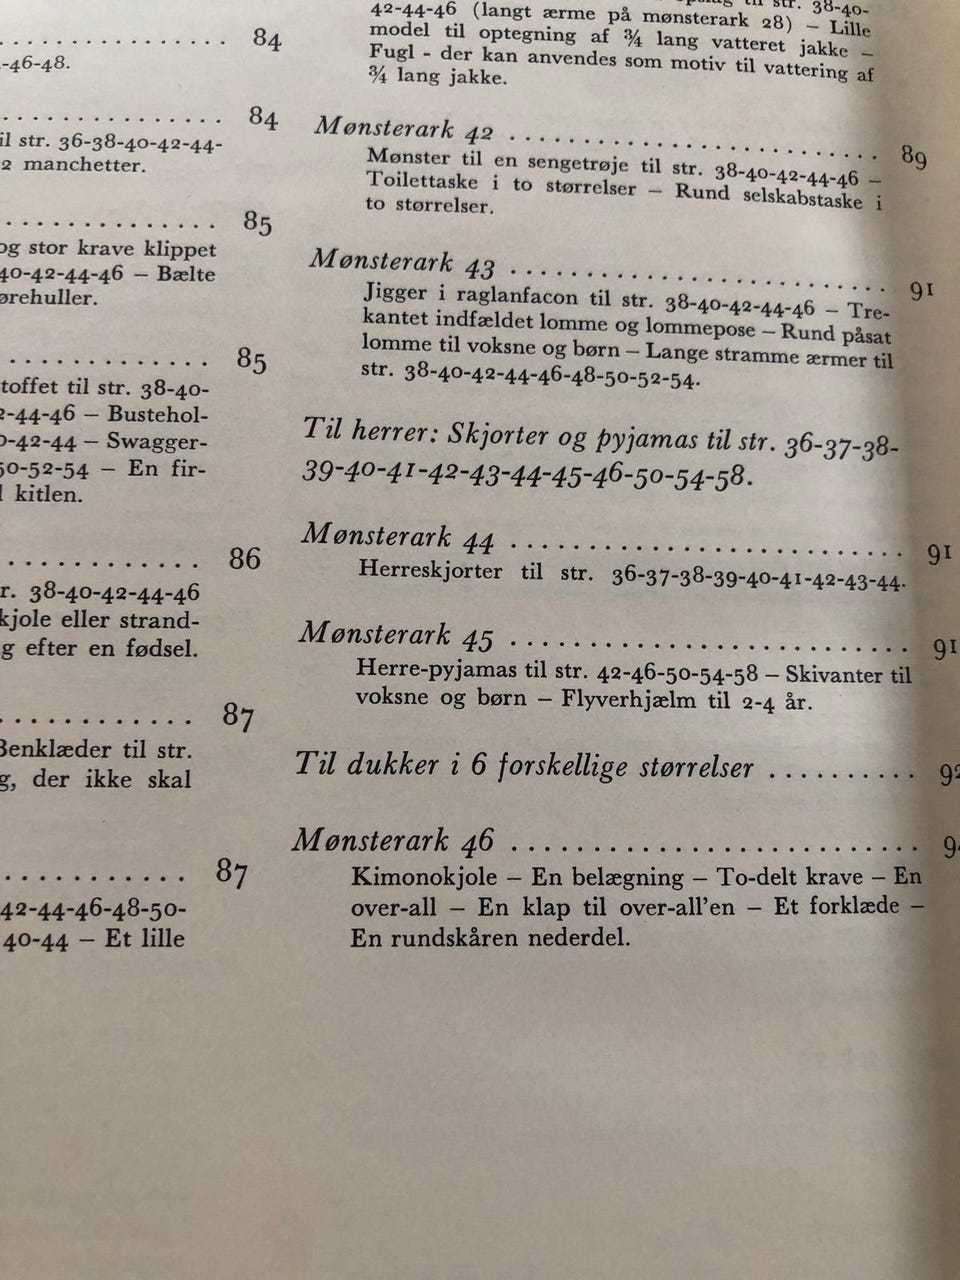 . . . . . . . . . . . . . . . 84
-46-48.
. . . . . . . . . . . . . . . 84
il str. 36-38-40-42-44-
2 manchetter.
. . . . . . . . . . . . . . 85
og stor krave klippet
40-42-44-46 – Bælte
ørehuller.
. . . . . . . . . . . . . 85
toffet til str. 38-40-
2-44-46 – Bustehol-
0-42-44 – Swagger-
50-52-54 – En fir-
l kitlen.
. . . . . . . . . . . . . 86
r. 38-40-42-44-46
kjole eller strand-
g efter en fødsel.
. . . . . . . . . . . . 87
Benklæder til str.
g, der ikke skal
. . . . . . . . . . . 87
42-44-46-48-50-
40-44 – Et lille
til str. 38-40-
42-44-46 (langt ærme på mønsterark 28) – Lille
model til optegning af ¾ lang vatteret jakke –
Fugl - der kan anvendes som motiv til vattering af
¾ lang jakke.
Mønsterark 42 . . . . . . . . . . . . . . . . . . . . . . . . 89
Mønster til en sengetrøje til str. 38-40-42-44-46 –
Toilettaske i to størrelser – Rund selskabstaske i
to størrelser.
Mønsterark 43 . . . . . . . . . . . . . . . . . . . . . . . . 91
Jigger i raglanfacon til str. 38-40-42-44-46 – Tre-
kantet indfældet lomme og lommepose – Rund påsat
lomme til voksne og børn – Lange stramme ærmer til
str. 38-40-42-44-46-48-50-52-54.
Til herrer: Skjorter og pyjamas til str. 36-37-38-
39-40-41-42-43-44-45-46-50-54-58.
Mønsterark 44 . . . . . . . . . . . . . . . . . . . . . . . . . 91
Herreskjorter til str. 36-37-38-39-40-41-42-43-44.
Mønsterark 45 . . . . . . . . . . . . . . . . . . . . . . . . . 91
Herre-pyjamas til str. 42-46-50-54-58 – Skivanter til
voksne og børn – Flyverhjælm til 2-4 år.
Til dukker i 6 forskellige størrelser . . . . . . . . . 92
Mønsterark 46 . . . . . . . . . . . . . . . . . . . . . . . . . 9
Kimonokjole – En belægning – To-delt krave – En
over-all – En klap til over-all'en – Et forklæde –
En rundskåren nederdel.